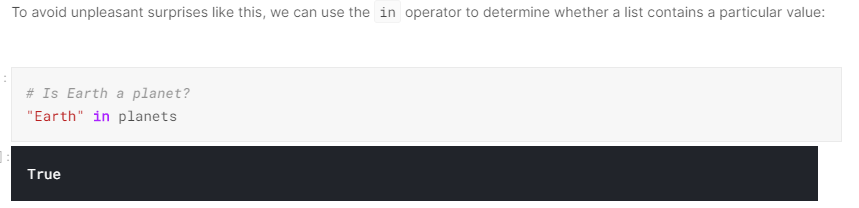 To avoid unpleasant surprises like this, we can use the in operator to determine whether a list contains a particular value:
:
# Is Earth a planet?
"Earth" in planets
]:
True